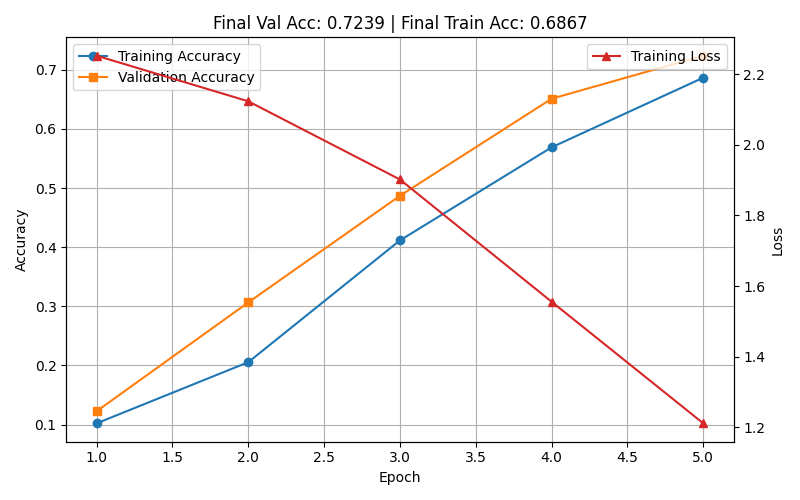 Final Val Acc: 0.7239 | Final Train Acc: 0.6867
Training Accuracy
Validation Accuracy
Training Loss
0.7
0.6
0.5
0.4
0.3
0.2
0.1
Accuracy
2.2
2.0
1.8
1.6
1.4
1.2
Loss
1.0 1.5 2.0 2.5 3.0 3.5 4.0 4.5 5.0
Epoch